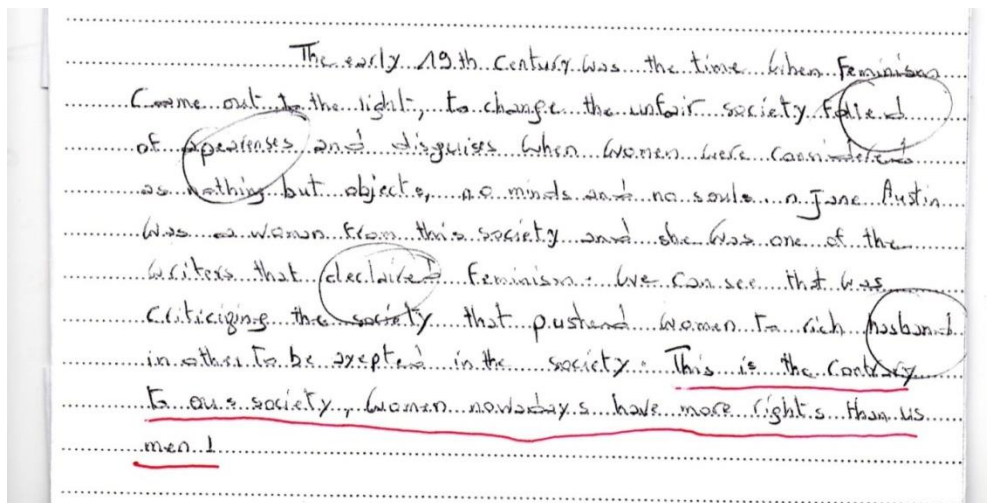 The early 19th Century was the time when Feminism
Came out to the light, to change the unfair society folled
of apearenses and disguises when women were considered
as nothing but objects, no minds and no souls. Jane Austin
was a woman from this society and she was one of the
writers that declaired Feminism. We can see that was
Criticizing the society that pushend women to rich hasband
in other to be axepted in the society. This is the Contrary
to our society, women nowadays have more rights than us
men !